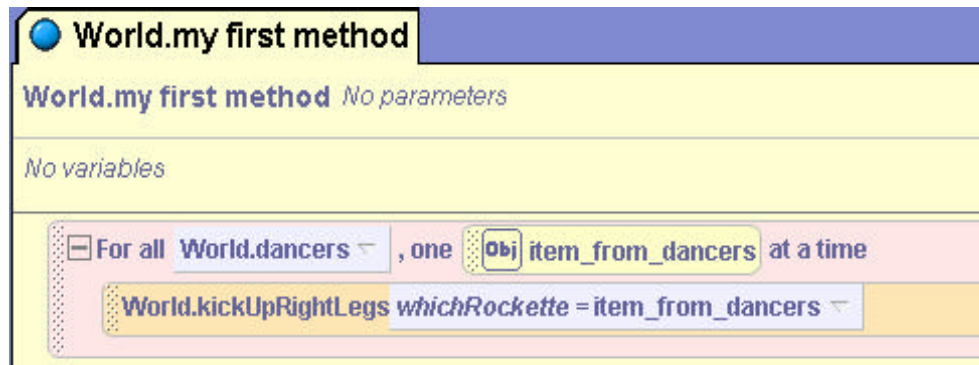 World.my first method
World.my first method No parameters
No variables
For all World.dancers , one Obj item_from_dancers at a time
World.kickUpRightLegs whichRockette = item_from_dancers